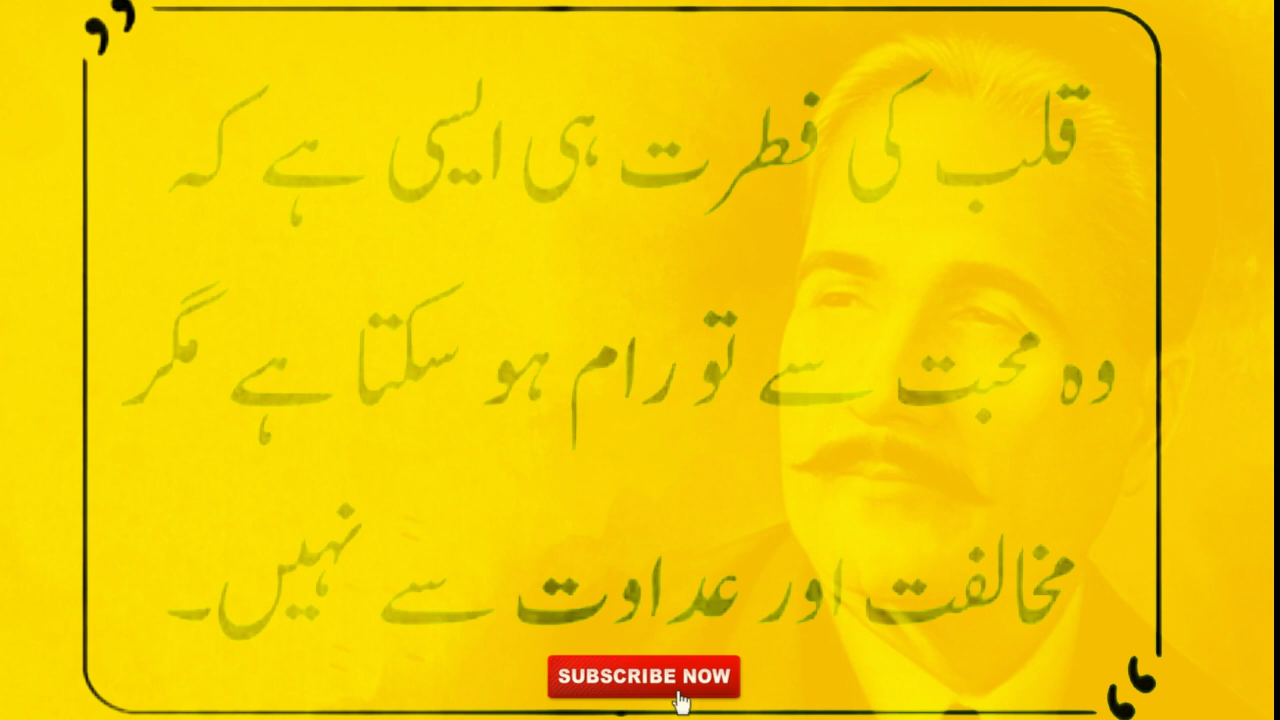 قلب کی فطرت ہی ایسی ہے کہ
وہ محبت سے تو رام ہو سکتا ہے مگر
مخالفت اور عداوت سے نہیں۔
SUBSCRIBE NOW